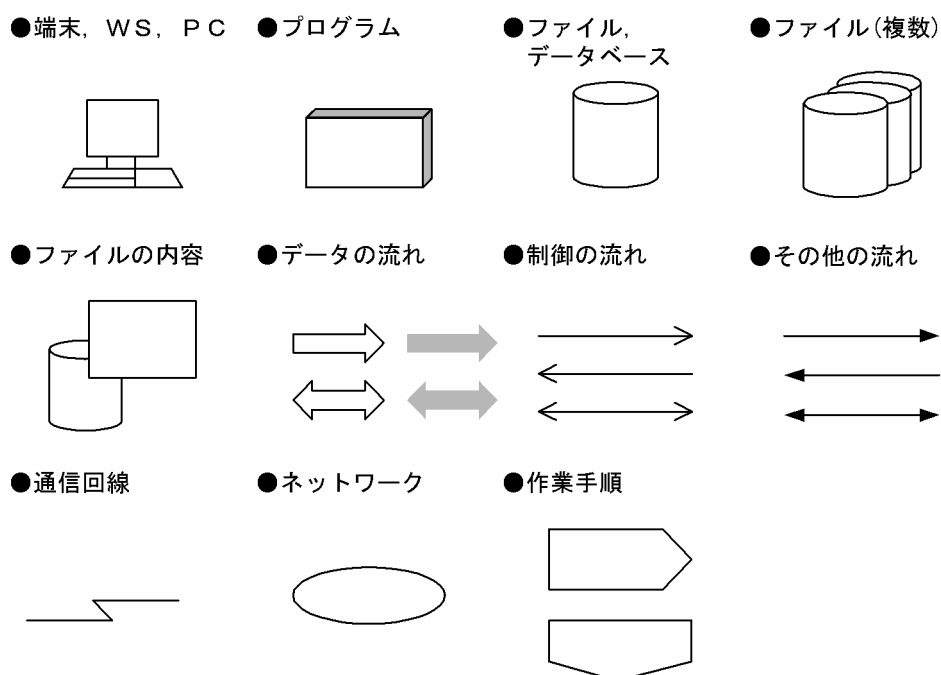 ●端末，ＷＳ，ＰＣ
●プログラム
●ファイル，
データベース
●ファイル(複数)
●ファイルの内容
●データの流れ
●制御の流れ
●その他の流れ
●通信回線
●ネットワーク
●作業手順